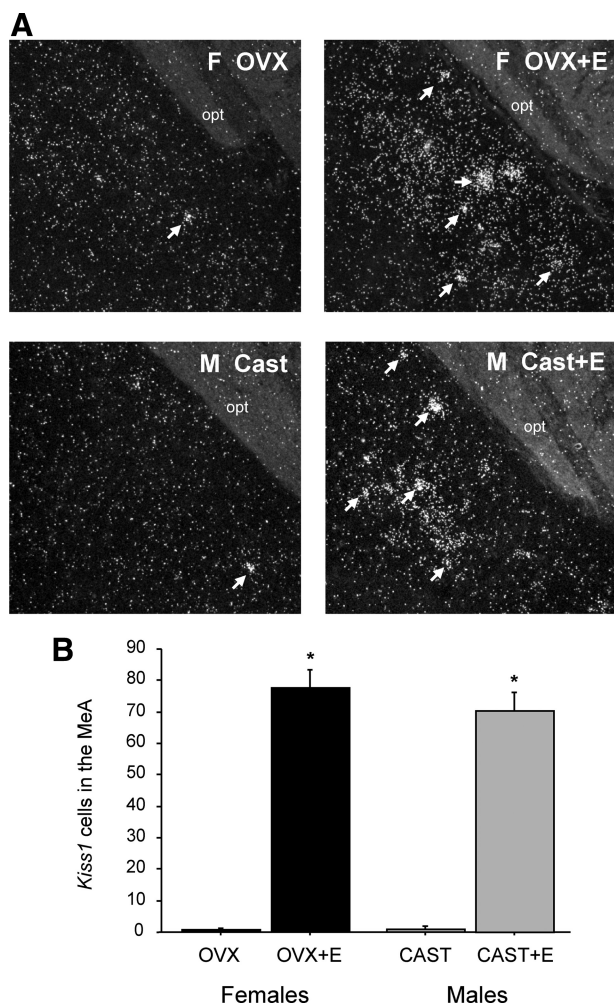 A
F OVX
opt
F OVX+E
opt
M Cast
opt
M Cast+E
opt
B
Kiss1 cells in the MeA
90
80
70
60
50
40
30
20
10
0
*
*
OVX OVX+E CAST CAST+E
Females Males